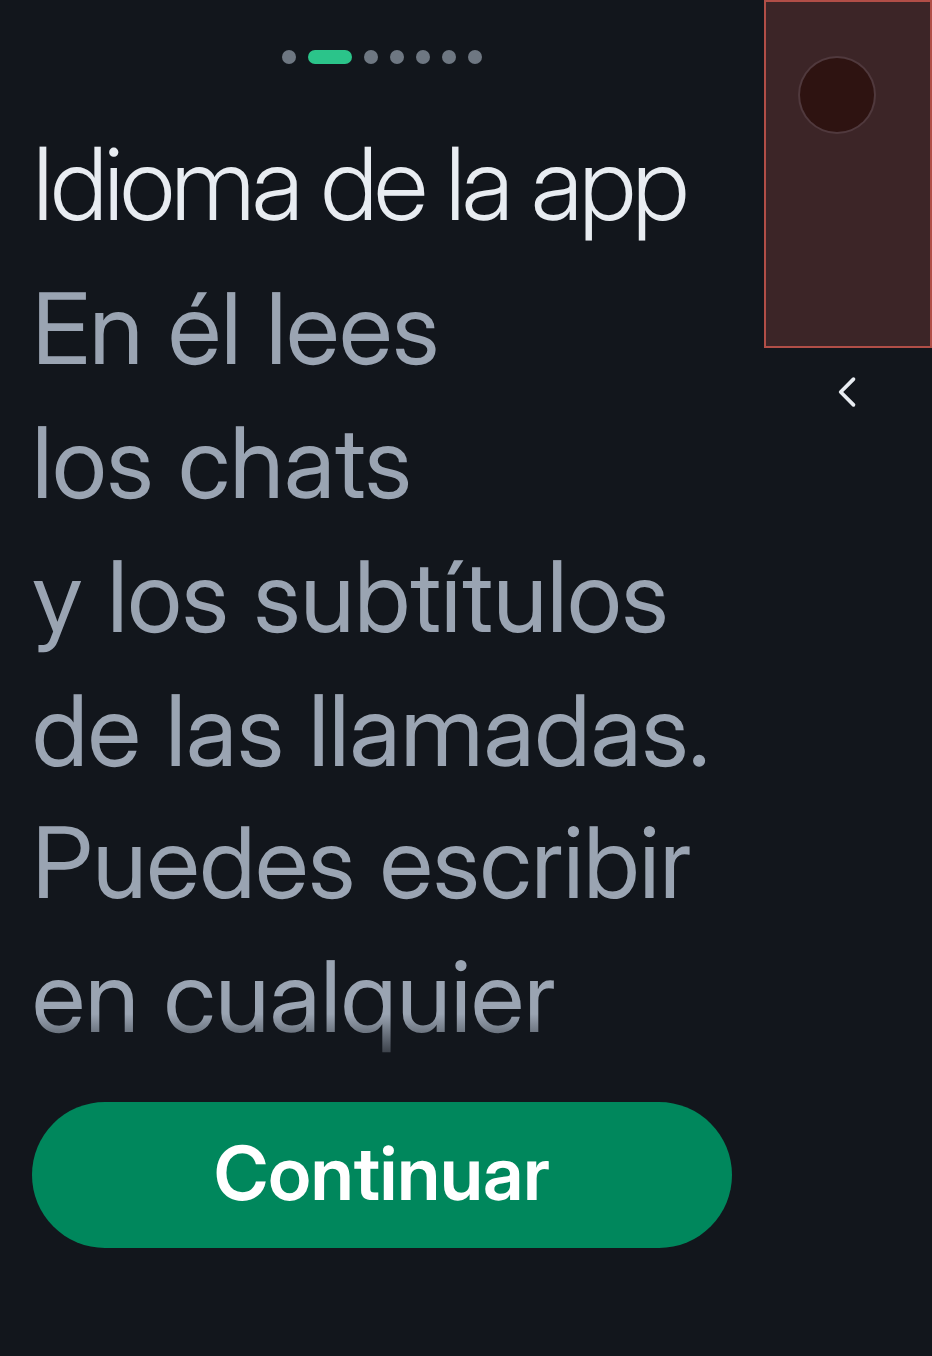 Idioma de la app
En él lees
los chats
y los subtítulos
de las llamadas.
Puedes escribir
en cualquier
Continuar